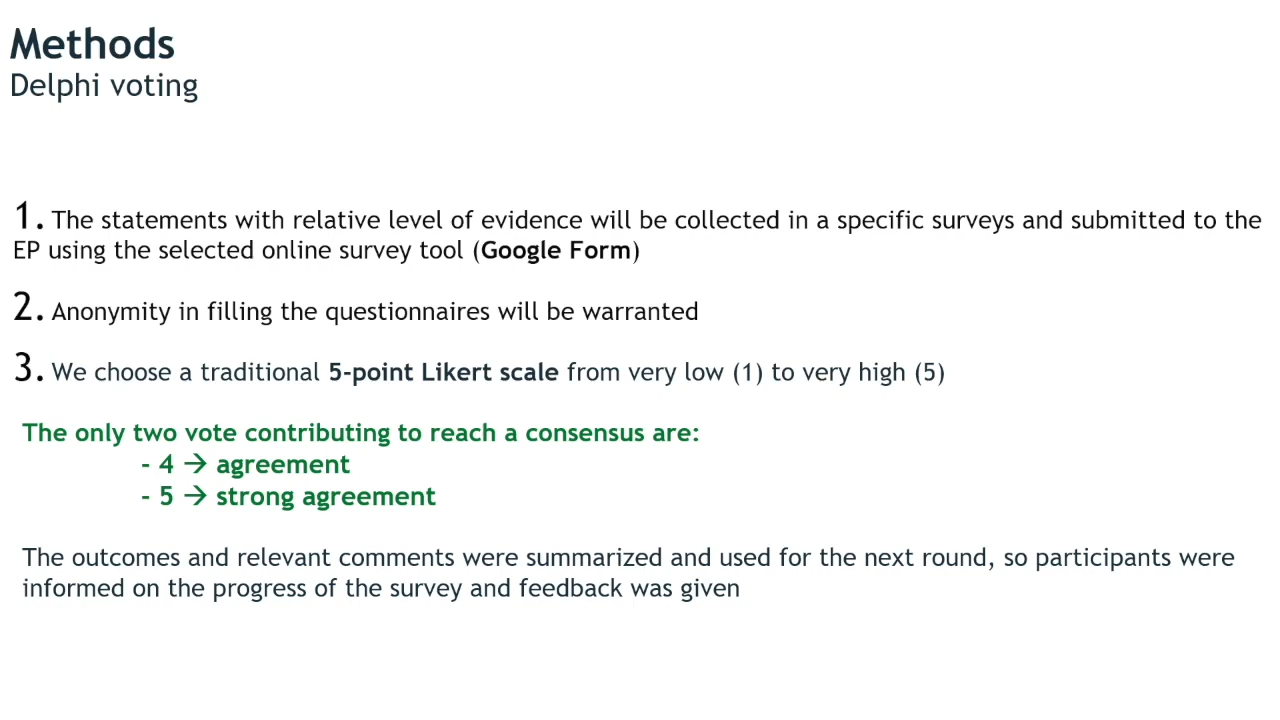 Methods
Delphi voting
1. The statements with relative level of evidence will be collected in a specific surveys and submitted to the
EP using the selected online survey tool (Google Form)
2. Anonymity in filling the questionnaires will be warranted
3. We choose a traditional 5-point Likert scale from very low (1) to very high (5)
The only two vote contributing to reach a consensus are:
- 4 → agreement
- 5 → strong agreement
The outcomes and relevant comments were summarized and used for the next round, so participants were
informed on the progress of the survey and feedback was given